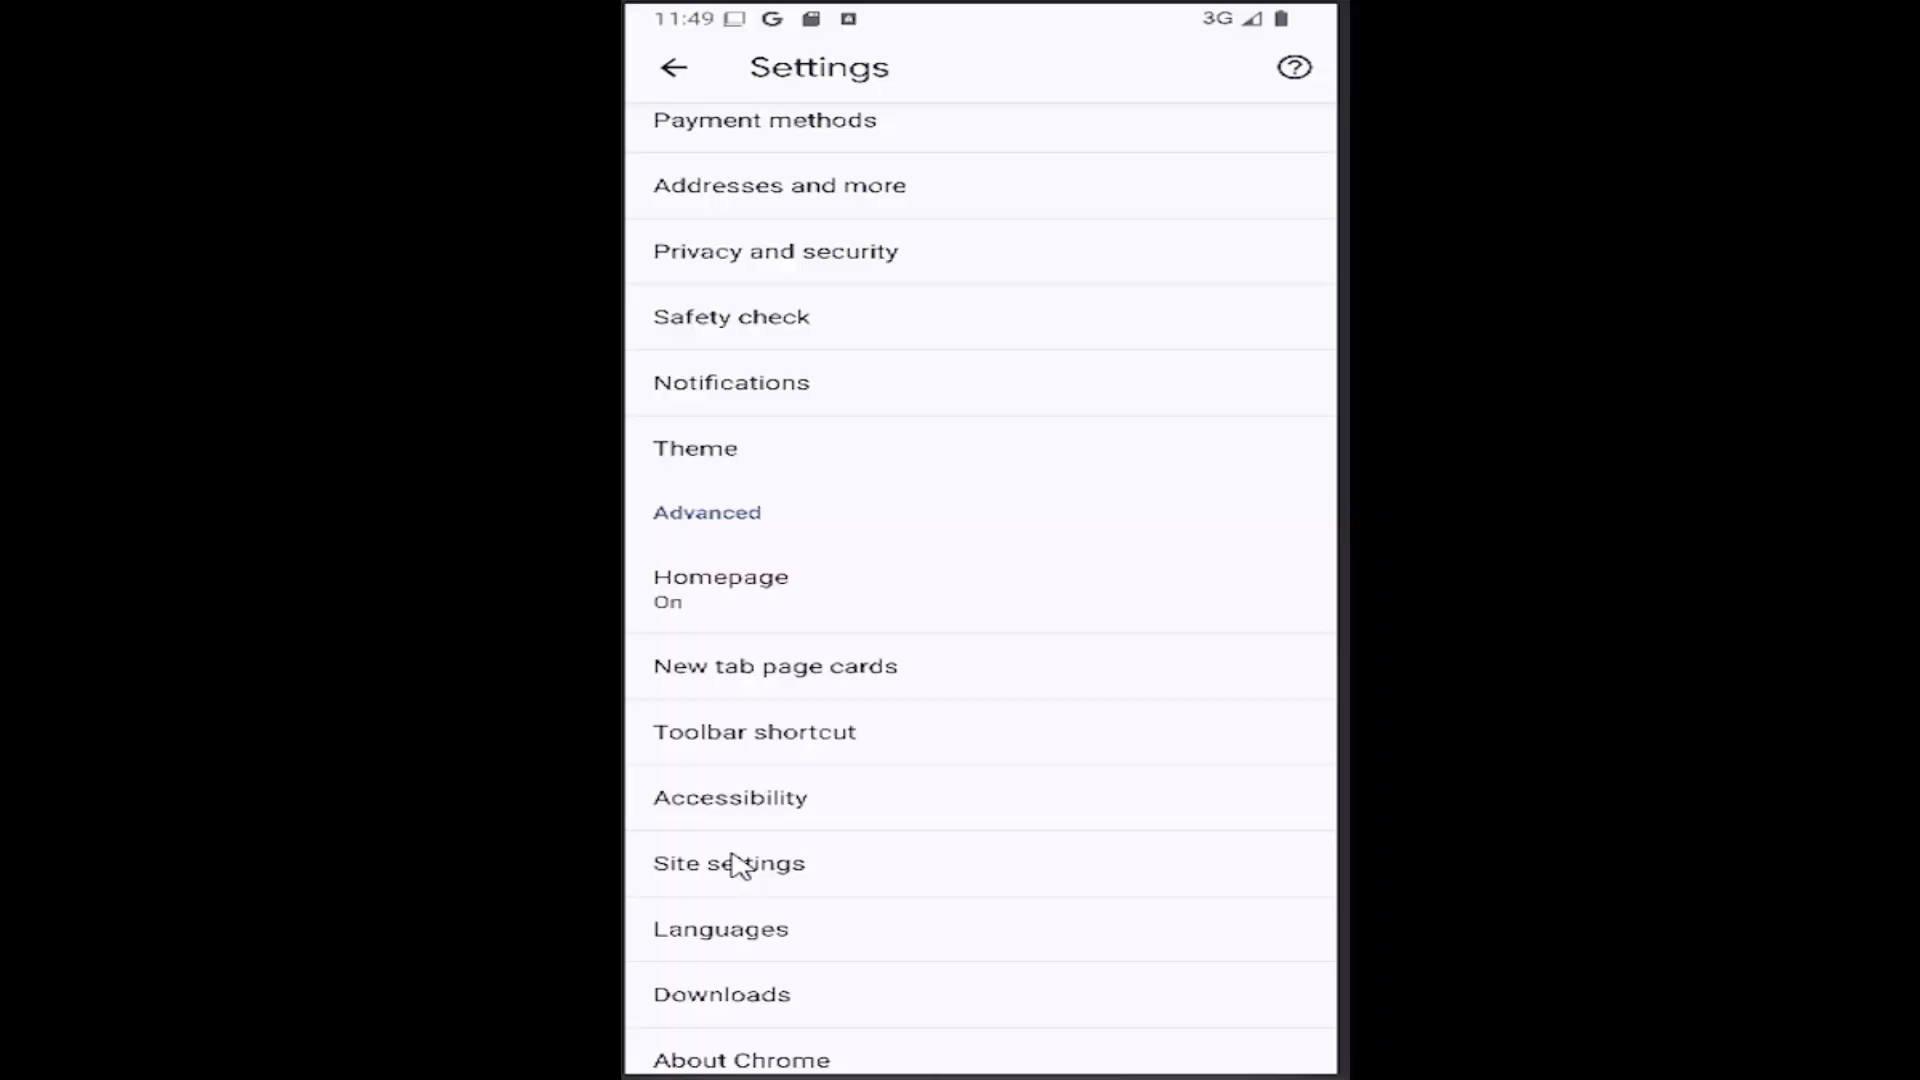 11:49
3G
Settings
Payment methods
Addresses and more
Privacy and security
Safety check
Notifications
Theme
Advanced
Homepage
On
New tab page cards
Toolbar shortcut
Accessibility
Site settings
Languages
Downloads
About Chrome